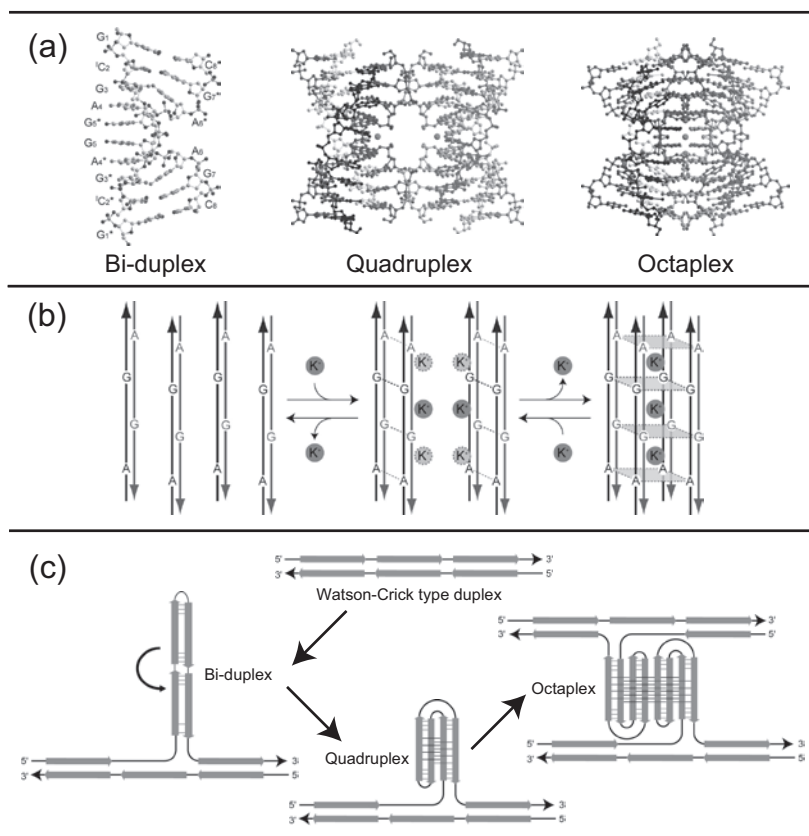 (a)
G1
IC2
G3
A4
G5*
G5
A4*
G3*
IC2*
G1*
C8
G7*
A6*
A6
G7
C8
Bi-duplex
Quadruplex
Octaplex
(b)
A A A A
G G G G
G G G G
A A A A
K+
K+
A A A A
G G G G
G G G G
A A A A
K+ K+
K+ K+
K+ K+
K+
K+
A A A A
G G G G
G G G G
A A A A
K+
K+
K+
(c)
5' 3'
3' 5'
Watson-Crick type duplex
Bi-duplex
5' 3'
3' 5'
Quadruplex
5' 3'
3' 5'
5' 3'
3' 5'
Octaplex
5' 3'
3' 5'